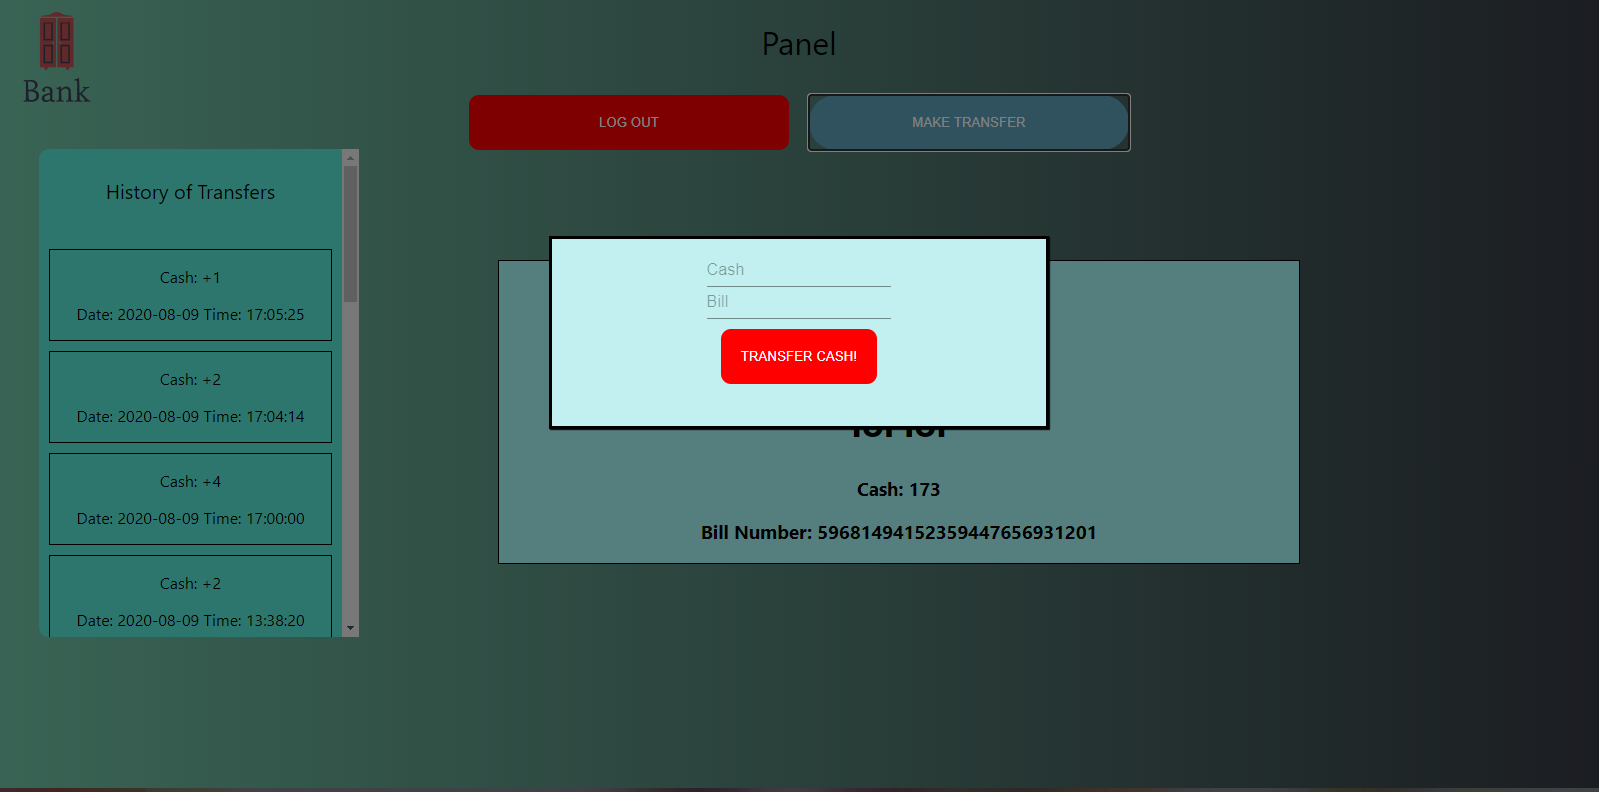 Bank
Panel
LOG OUT
MAKE TRANSFER
History of Transfers
Cash: +1
Date: 2020-08-09 Time: 17:05:25
Cash: +2
Date: 2020-08-09 Time: 17:04:14
Cash: +4
Date: 2020-08-09 Time: 17:00:00
Cash: +2
Date: 2020-08-09 Time: 13:38:20
Cash
Bill
TRANSFER CASH!
Cash: 173
Bill Number: 59681494152359447656931201